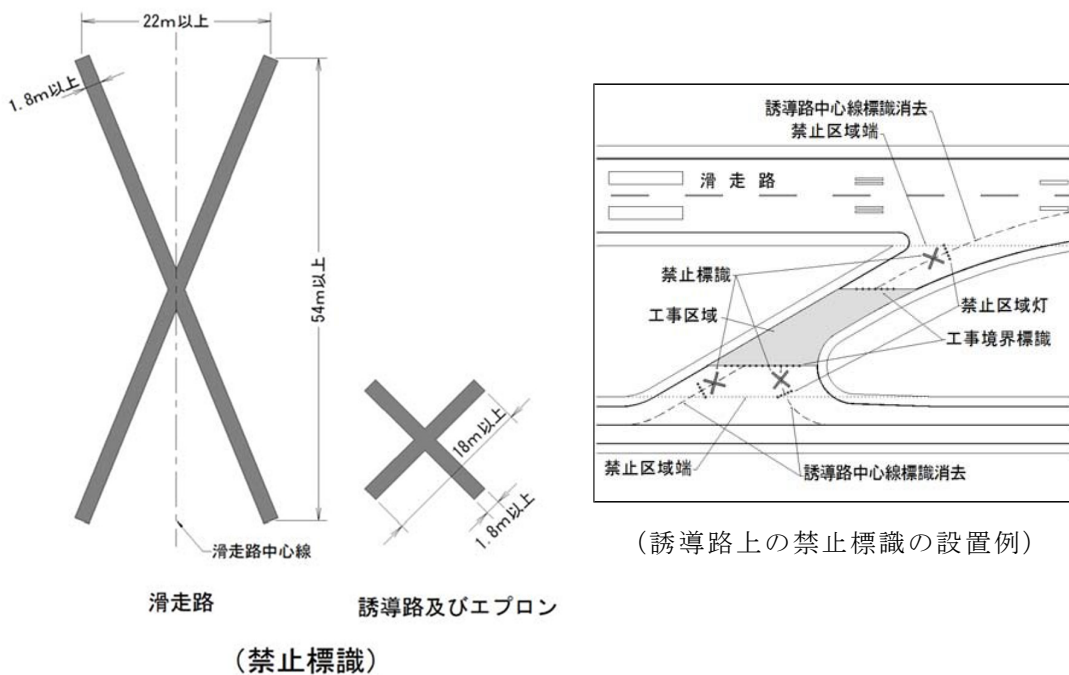 22m以上
1.8m以上
54m以上
滑走路中心線
滑走路
18m以上
1.8m以上
誘導路及びエプロン
（禁止標識）
誘導路中心線標識消去
禁止区域端
滑走路
禁止標識
工事区域
禁止区域灯
工事境界標識
禁止区域端
誘導路中心線標識消去
（誘導路上の禁止標識の設置例）